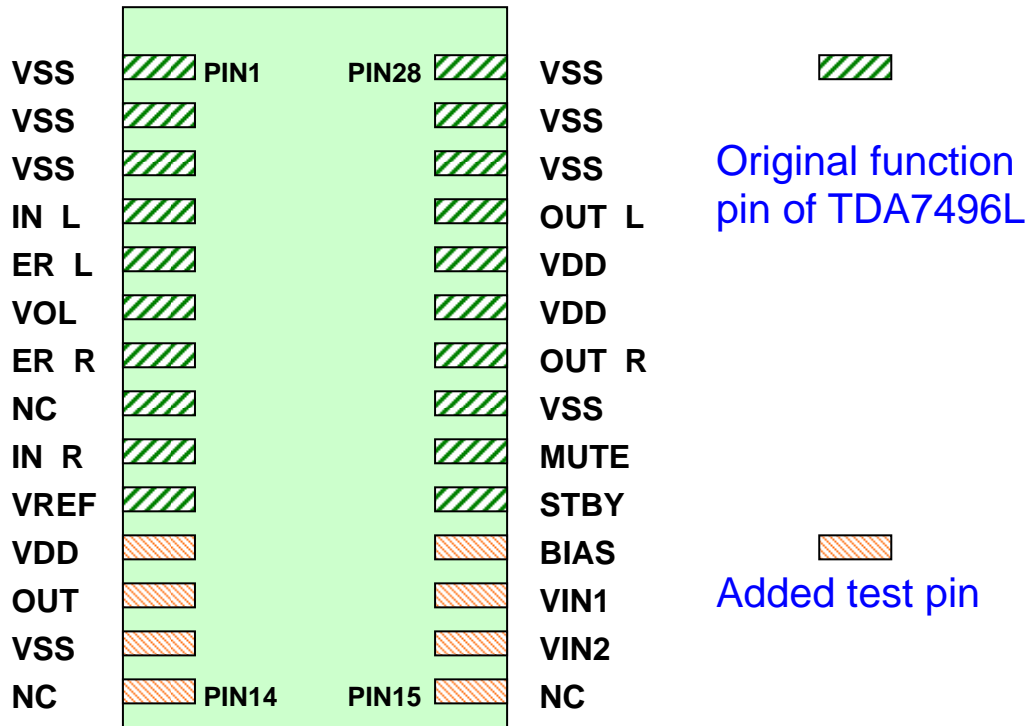 VSS PIN1 PIN28 VSS
VSS VSS
VSS VSS
IN L OUT L
ER L VDD
VOL VDD
ER R OUT R
NC VSS
IN R MUTE
VREF STBY
VDD BIAS
OUT VIN1
VSS VIN2
NC PIN14 PIN15 NC
Original function
pin of TDA7496L
Added test pin